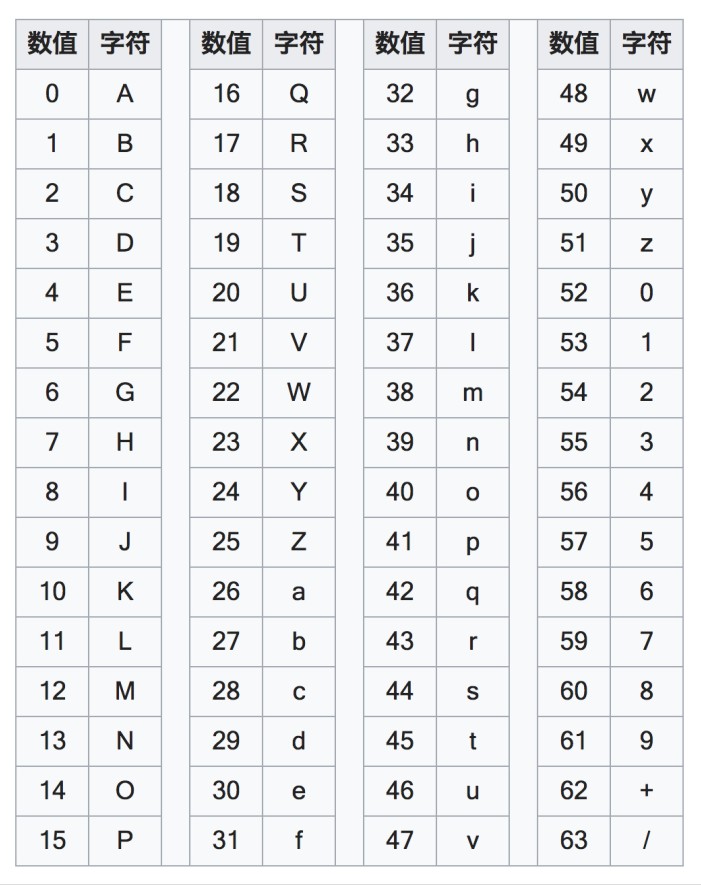 数值 字符 数值 字符 数值 字符 数值 字符
0 A 16 Q 32 g 48 w
1 B 17 R 33 h 49 x
2 C 18 S 34 i 50 y
3 D 19 T 35 j 51 z
4 E 20 U 36 k 52 0
5 F 21 V 37 l 53 1
6 G 22 W 38 m 54 2
7 H 23 X 39 n 55 3
8 I 24 Y 40 o 56 4
9 J 25 Z 41 p 57 5
10 K 26 a 42 q 58 6
11 L 27 b 43 r 59 7
12 M 28 c 44 s 60 8
13 N 29 d 45 t 61 9
14 O 30 e 46 u 62 +
15 P 31 f 47 v 63 /